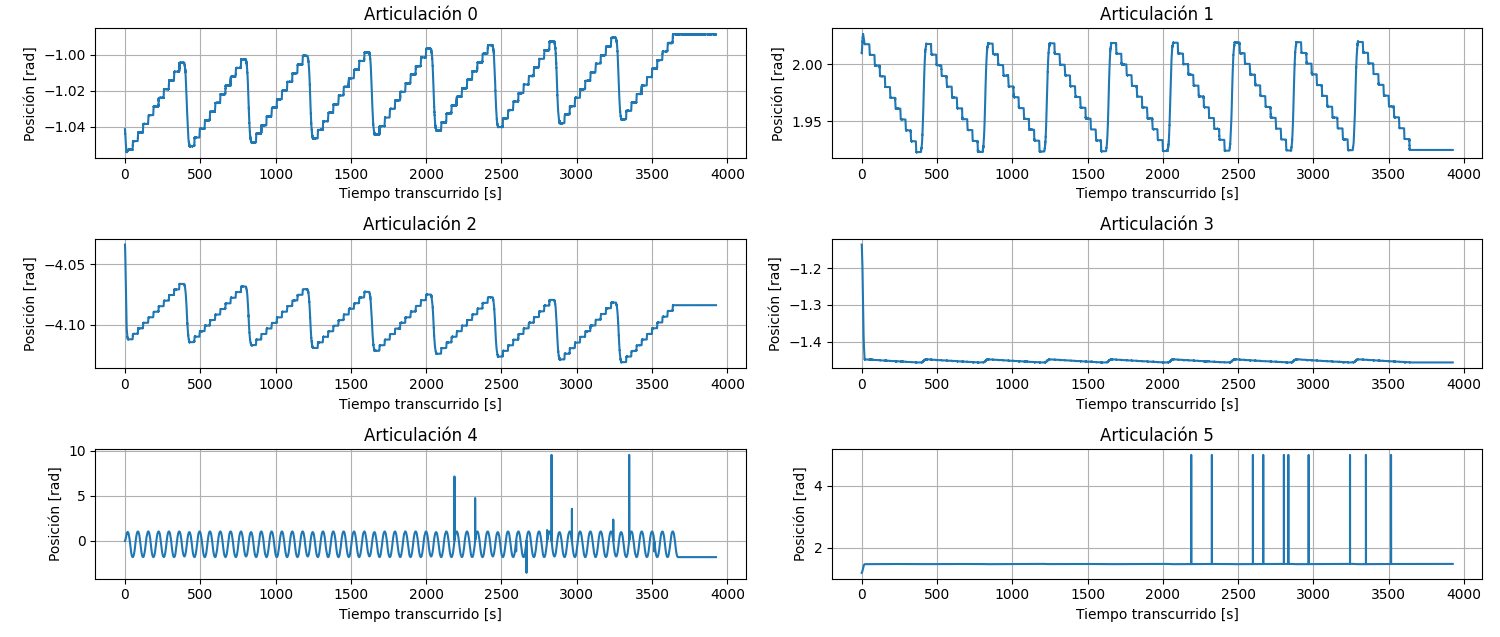 Articulación 0
Posición [rad]
−1.00
−1.02
−1.04
0 500 1000 1500 2000 2500 3000 3500 4000
Tiempo transcurrido [s]
Articulación 1
Posición [rad]
2.00
1.95
0 500 1000 1500 2000 2500 3000 3500 4000
Tiempo transcurrido [s]
Articulación 2
Posición [rad]
−4.05
−4.10
0 500 1000 1500 2000 2500 3000 3500 4000
Tiempo transcurrido [s]
Articulación 3
Posición [rad]
−1.2
−1.3
−1.4
0 500 1000 1500 2000 2500 3000 3500 4000
Tiempo transcurrido [s]
Articulación 4
Posición [rad]
10
5
0
0 500 1000 1500 2000 2500 3000 3500 4000
Tiempo transcurrido [s]
Articulación 5
Posición [rad]
4
2
0 500 1000 1500 2000 2500 3000 3500 4000
Tiempo transcurrido [s]